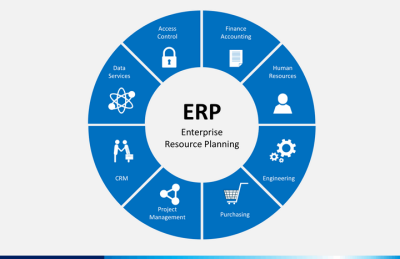 Access
Control
Finance
Accounting
Data
Services
Human
Resources
ERP
Enterprise
Resource Planning
CRM
Engineering
Project
Management
Purchasing